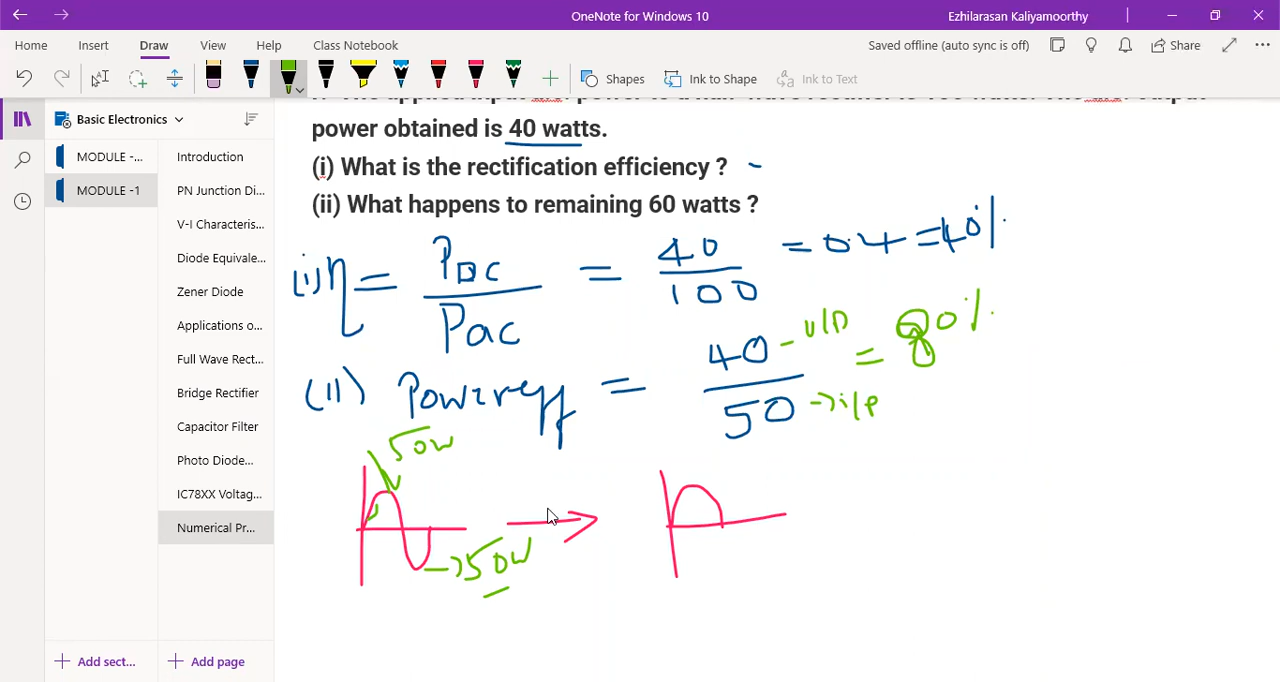 OneNote for Windows 10
Ezhilarasan Kaliyamoorthy
Home Insert Draw View Help Class Notebook
Saved offline (auto sync is off) Share
Shapes Ink to Shape Ink to Text
Basic Electronics
MODULE -...
MODULE -1
Introduction
PN Junction Di...
V-I Characteris...
Diode Equivale...
Zener Diode
Applications o...
Full Wave Rect...
Bridge Rectifier
Capacitor Filter
Photo Diode...
IC78XX Voltag...
Numerical Pr...
Add sect...
Add page
power obtained is 40 watts.
(i) What is the rectification efficiency ?
(ii) What happens to remaining 60 watts ?
(i) η = PDC / Pac = 40 / 100 = 0.4 = 40%
(ii) Power eff = 40 / 50 = 80%
→ i/p
50W
→ 50W